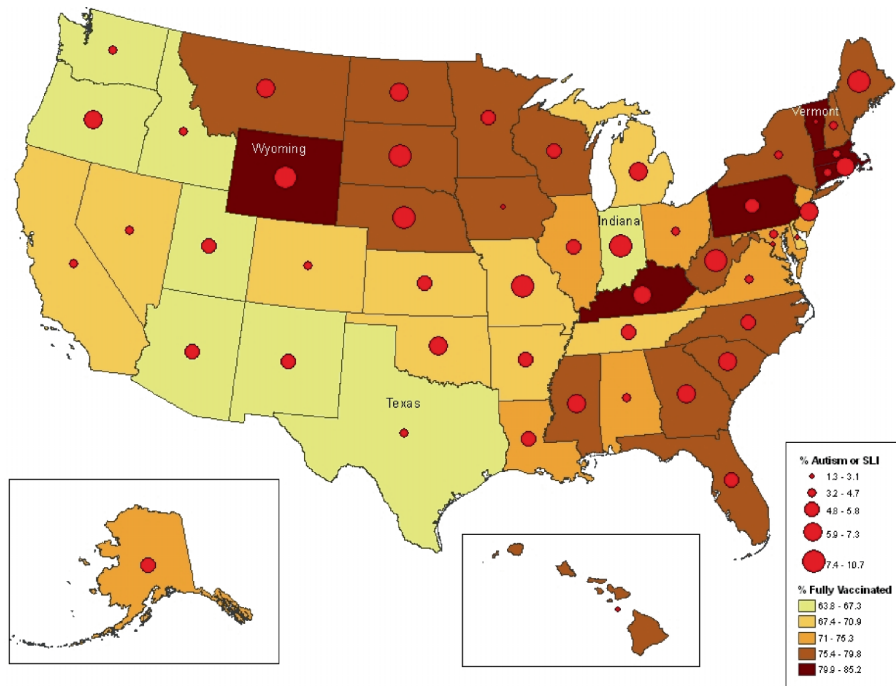 Vermont
Wyoming
Indiana
Texas
% Autism or SLI
1.3 - 3.1
3.2 - 4.7
4.8 - 5.8
5.9 - 7.3
7.4 - 10.7
% Fully Vaccinated
63.8 - 67.3
67.4 - 70.9
71 - 75.3
75.4 - 79.8
79.9 - 85.2